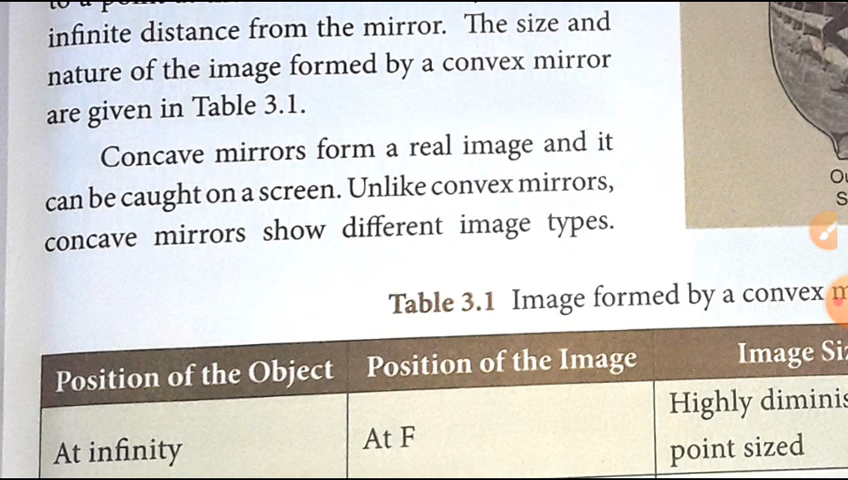 infinite distance from the mirror. The size and
nature of the image formed by a convex mirror
are given in Table 3.1.
Concave mirrors form a real image and it
can be caught on a screen. Unlike convex mirrors,
concave mirrors show different image types.
Table 3.1 Image formed by a convex
Position of the Object Position of the Image Image
At infinity At F Highly
point sized